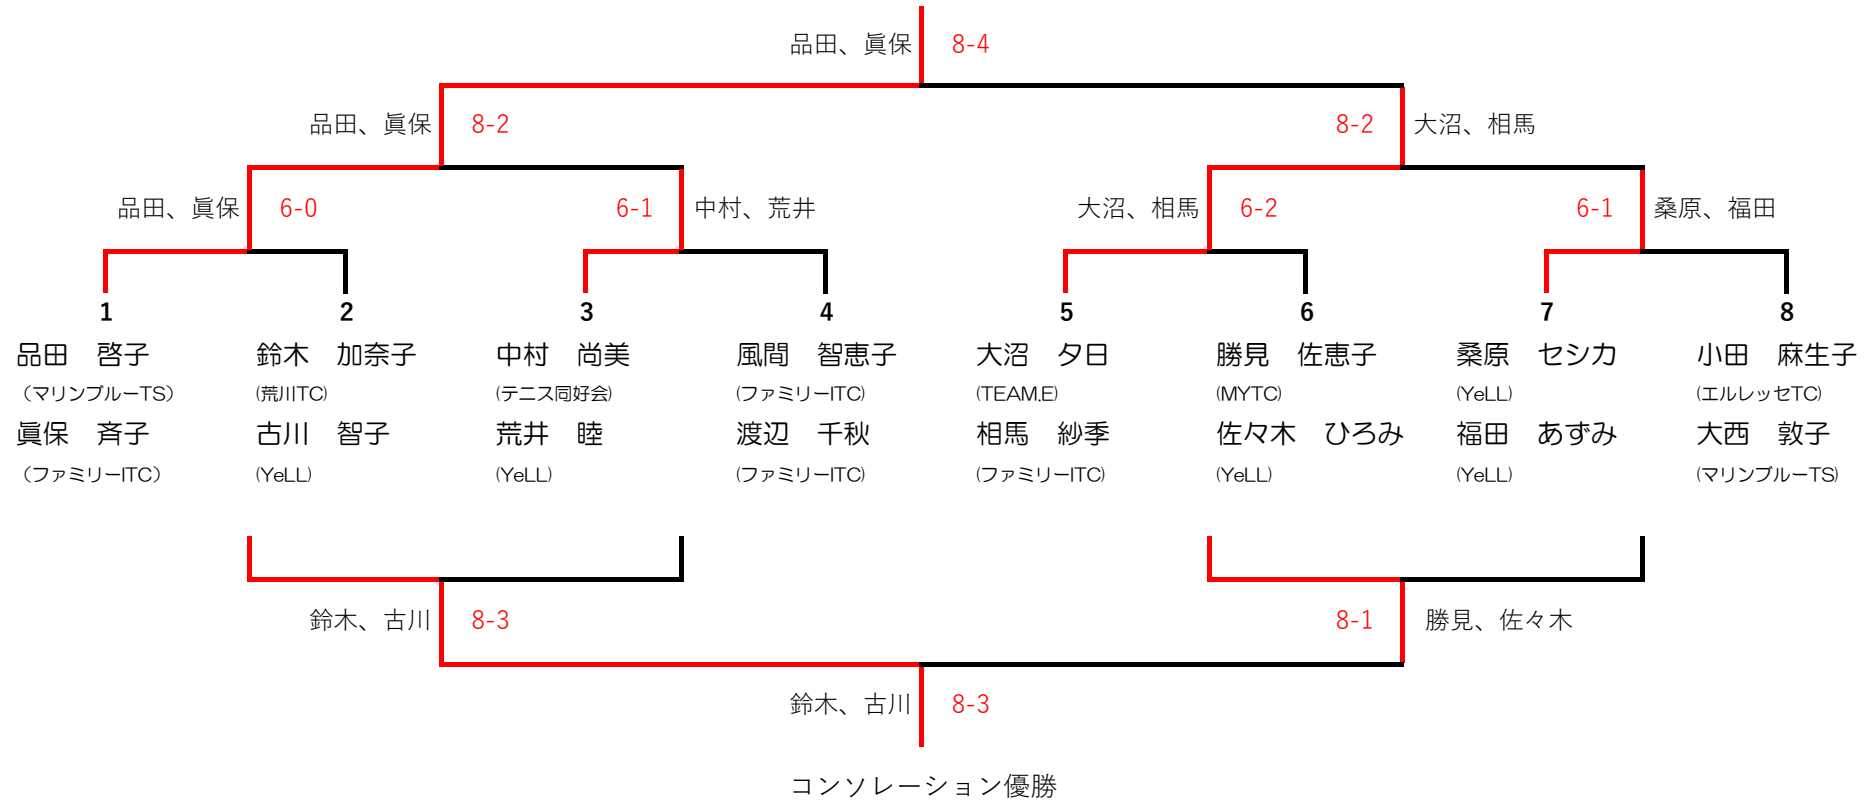 品田、眞保 8-4
品田、眞保 8-2 8-2 大沼、相馬
品田、眞保 6-0 6-1 中村、荒井 大沼、相馬 6-2 6-1 桑原、福田
1 2 3 4 5 6 7 8
品田　啓子 鈴木　加奈子 中村　尚美 風間　智恵子 大沼　夕日 勝見　佐恵子 桑原　セシカ 小田　麻生子
（マリンブルーTS） (荒川ITC) (テニス同好会) (ファミリーITC) (TEAM.E) (MYTC) (YeLL) (エルレッセTC)
眞保　斉子 古川　智子 荒井　睦 渡辺　千秋 相馬　紗季 佐々木　ひろみ 福田　あずみ 大西　敦子
（ファミリーITC） (YeLL) (YeLL) (ファミリーITC) (ファミリーITC) (YeLL) (YeLL) (マリンブルーTS)
鈴木、古川 8-3 8-1 勝見、佐々木
鈴木、古川 8-3
コンソレーション優勝